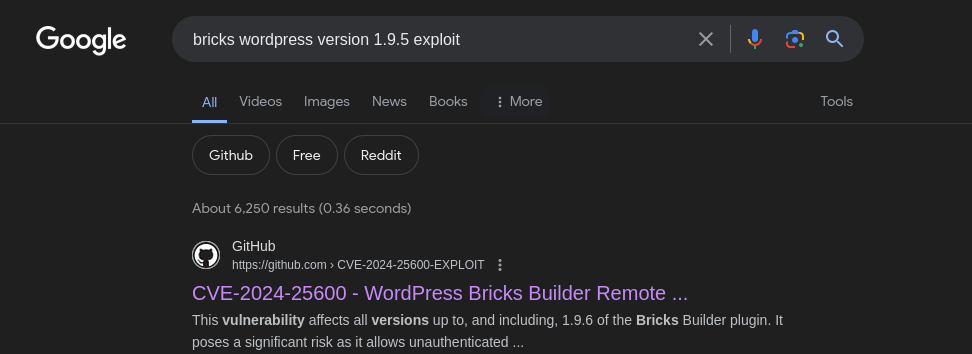 Google
bricks wordpress version 1.9.5 exploit
All Videos Images News Books More Tools
Github Free Reddit
About 6,250 results (0.36 seconds)
GitHub
https://github.com › CVE-2024-25600-EXPLOIT
CVE-2024-25600 - WordPress Bricks Builder Remote ...
This vulnerability affects all versions up to, and including, 1.9.6 of the Bricks Builder plugin. It
poses a significant risk as it allows unauthenticated ...